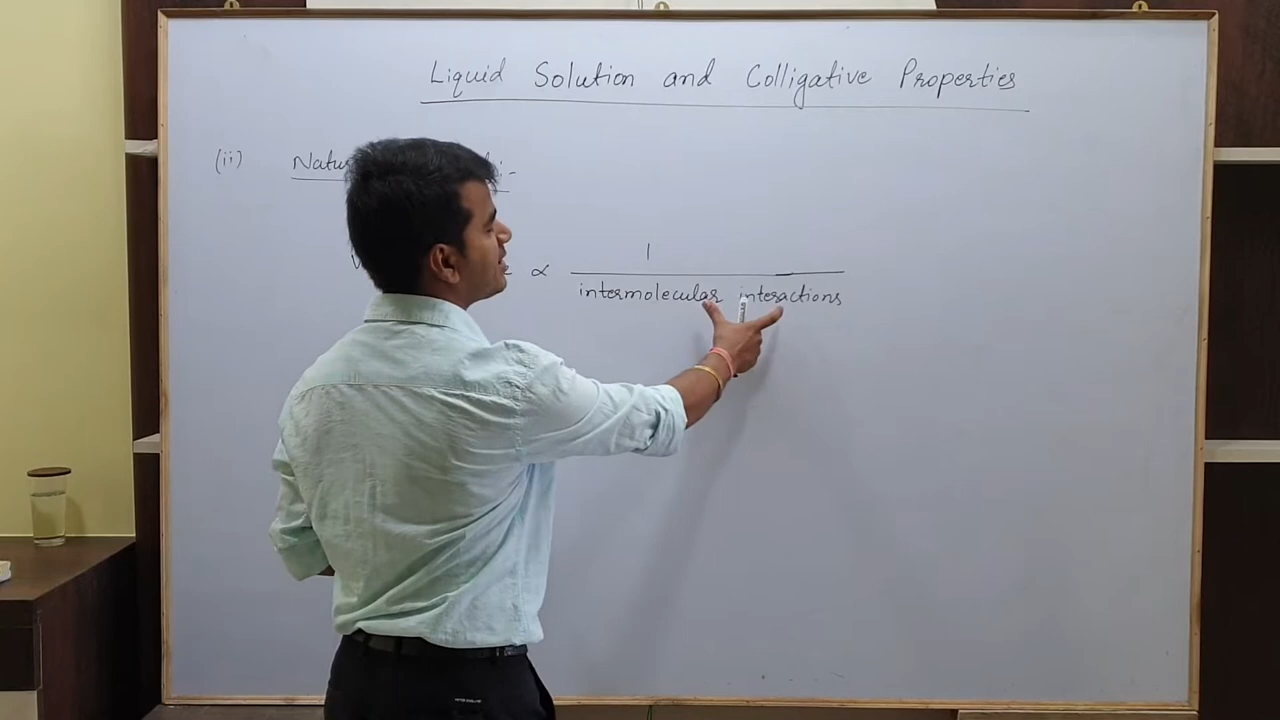 Liquid Solution and Colligative Properties
(ii)
∝ 1
intermolecular interactions